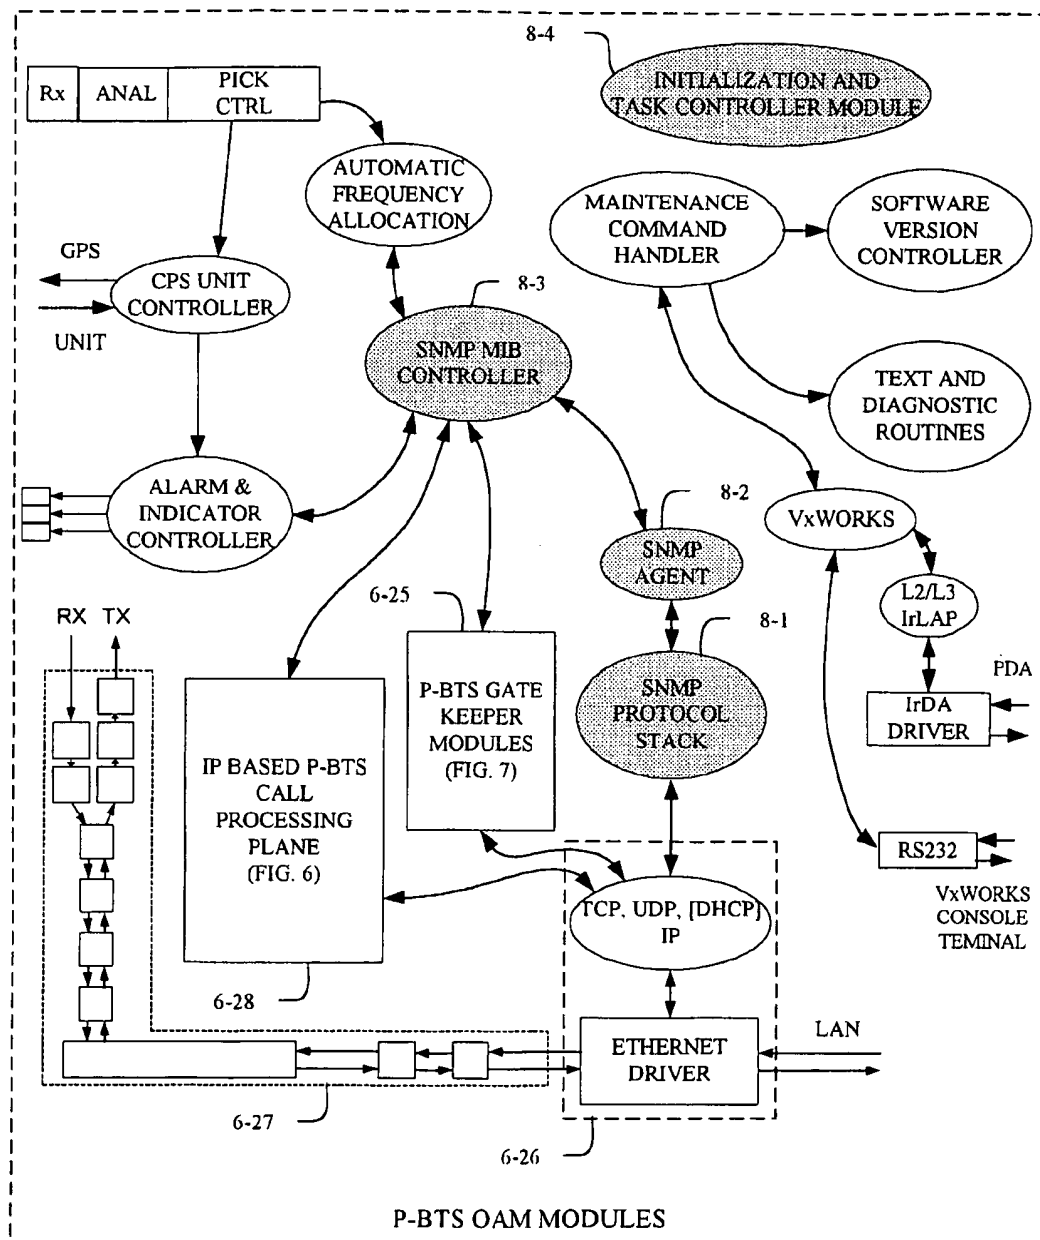 8-4
INITIALIZATION AND
TASK CONTROLLER MODULE
Rx
ANAL
PICK
CTRL
AUTOMATIC
FREQUENCY
ALLOCATION
MAINTENANCE
COMMAND
HANDLER
SOFTWARE
VERSION
CONTROLLER
GPS
UNIT
CPS UNIT
CONTROLLER
8-3
SNMP MIB
CONTROLLER
TEXT AND
DIAGNOSTIC
ROUTINES
ALARM &
INDICATOR
CONTROLLER
8-2
SNMP
AGENT
VxWORKS
L2/L3
IrLAP
6-25
8-1
RX
TX
P-BTS GATE
KEEPER
MODULES
(FIG. 7)
SNMP
PROTOCOL
STACK
PDA
IrDA
DRIVER
IP BASED P-BTS
CALL
PROCESSING
PLANE
(FIG. 6)
RS232
VxWORKS
CONSOLE
TEMINAL
TCP, UDP, [DHCP]
IP
6-28
ETHERNET
DRIVER
LAN
6-27
6-26
P-BTS OAM MODULES